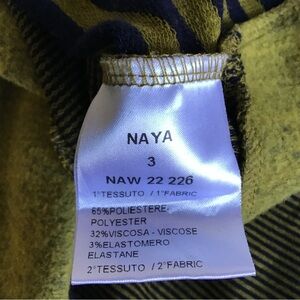 NAYA
3
NAW 22 226
1°TESSUTO / 1°FABRIC
65%POLIESTERE-
POLYESTER
32%VISCOSA - VISCOSE
3%ELASTOMERO
ELASTANE
2°TESSUTO / 2°FABRIC